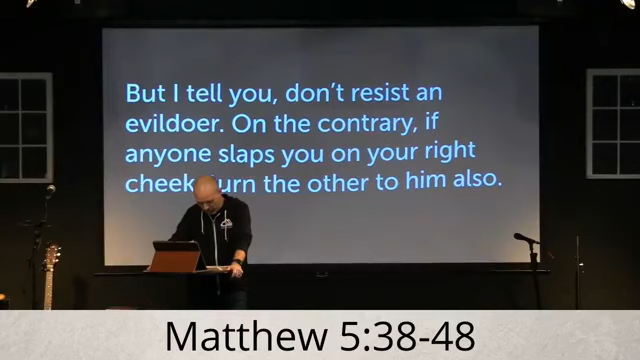 But I tell you, don't resist an
evildoer. On the contrary, if
anyone slaps you on your right
cheek, turn the other to him also.
Matthew 5:38-48